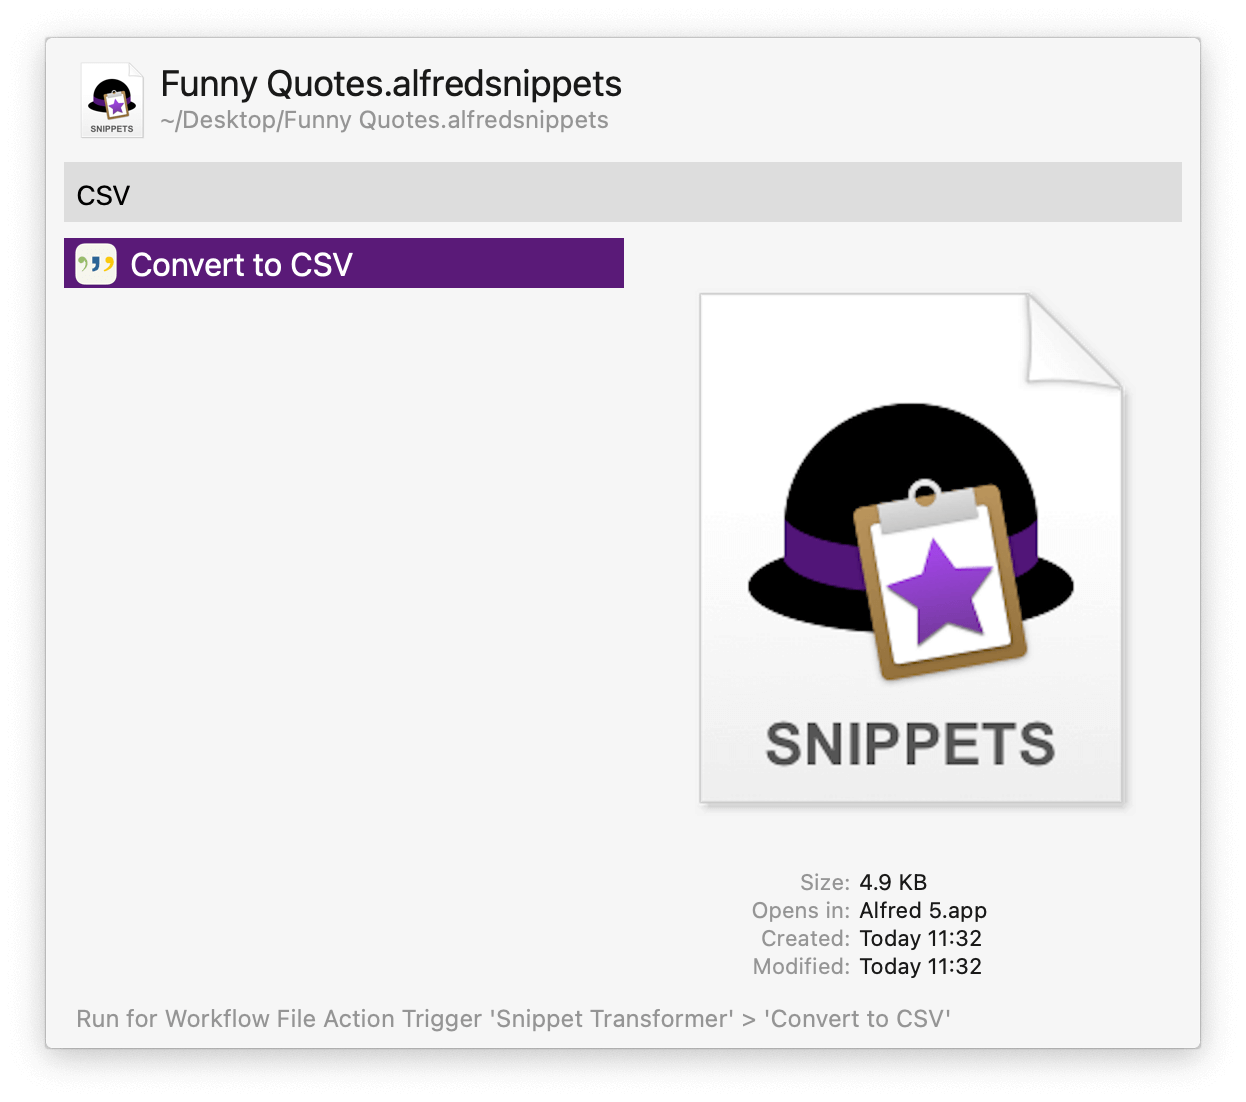 Funny Quotes.alfredsnippets
~/Desktop/Funny Quotes.alfredsnippets
SNIPPETS
CSV
Convert to CSV
SNIPPETS
Size: 4.9 KB
Opens in: Alfred 5.app
Created: Today 11:32
Modified: Today 11:32
Run for Workflow File Action Trigger 'Snippet Transformer' > 'Convert to CSV'